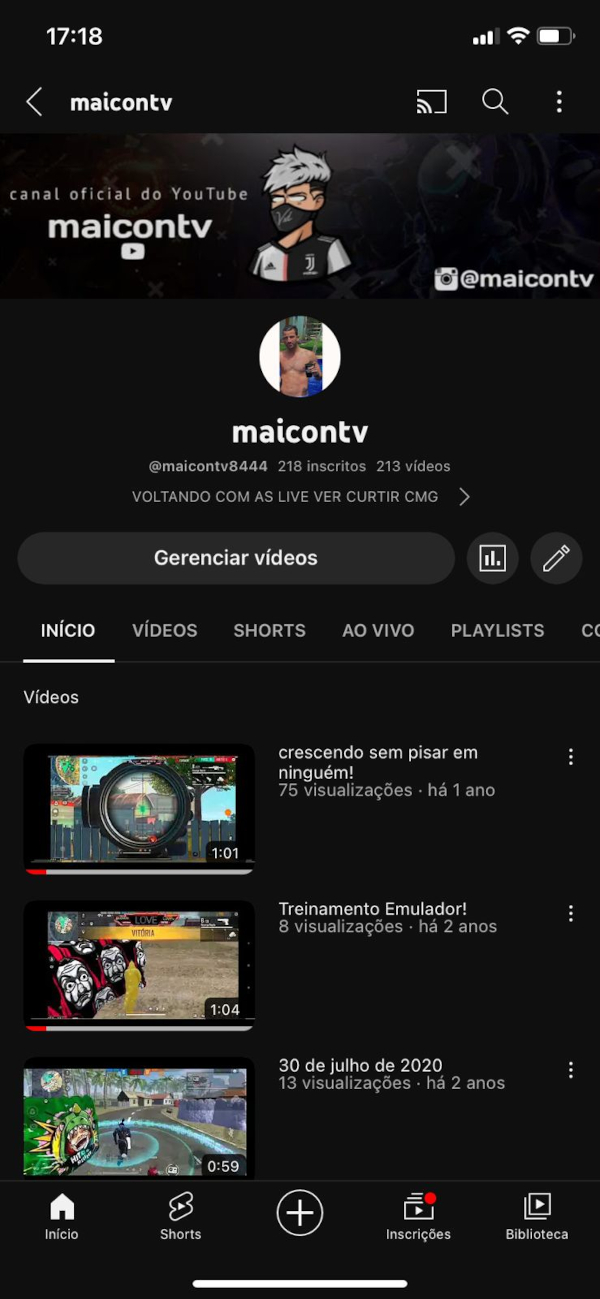 17:18
maicontv
canal oficial do YouTube
maicontv
@maicontv
maicontv
@maicontv8444 218 inscritos 213 vídeos
VOLTANDO COM AS LIVE VER CURTIR CMG
Gerenciar vídeos
INÍCIO VÍDEOS SHORTS AO VIVO PLAYLISTS CO
Vídeos
crescendo sem pisar em
ninguém!
75 visualizações · há 1 ano
1:01
Treinamento Emulador!
8 visualizações · há 2 anos
LOVE
VITÓRIA
1:04
30 de julho de 2020
13 visualizações · há 2 anos
0:59
Início Shorts Inscrições Biblioteca